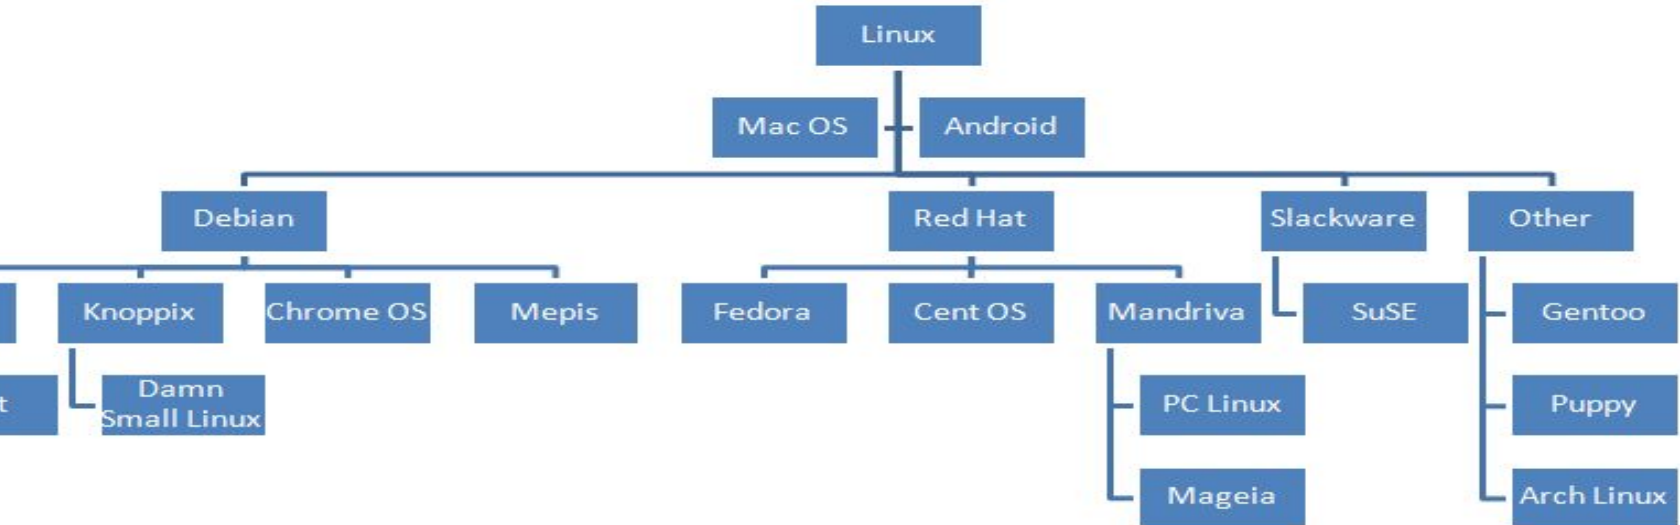 Linux
Mac OS
Android
Debian
Red Hat
Slackware
Other
Knoppix
Chrome OS
Mepis
Fedora
Cent OS
Mandriva
SuSE
Gentoo
Damn
Small Linux
PC Linux
Puppy
Mageia
Arch Linux